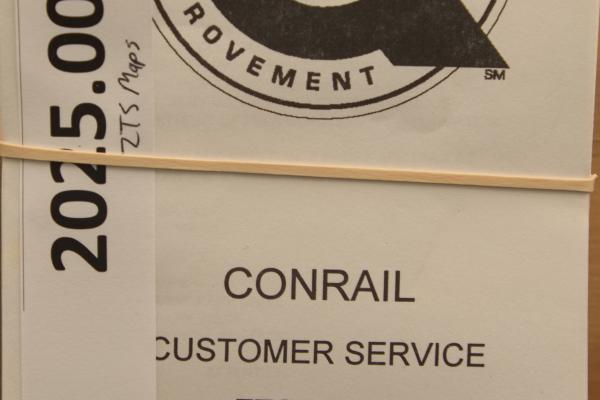 ROVEMENT
SM
2025.00
ZTS Maps
CONRAIL
CUSTOMER SERVICE